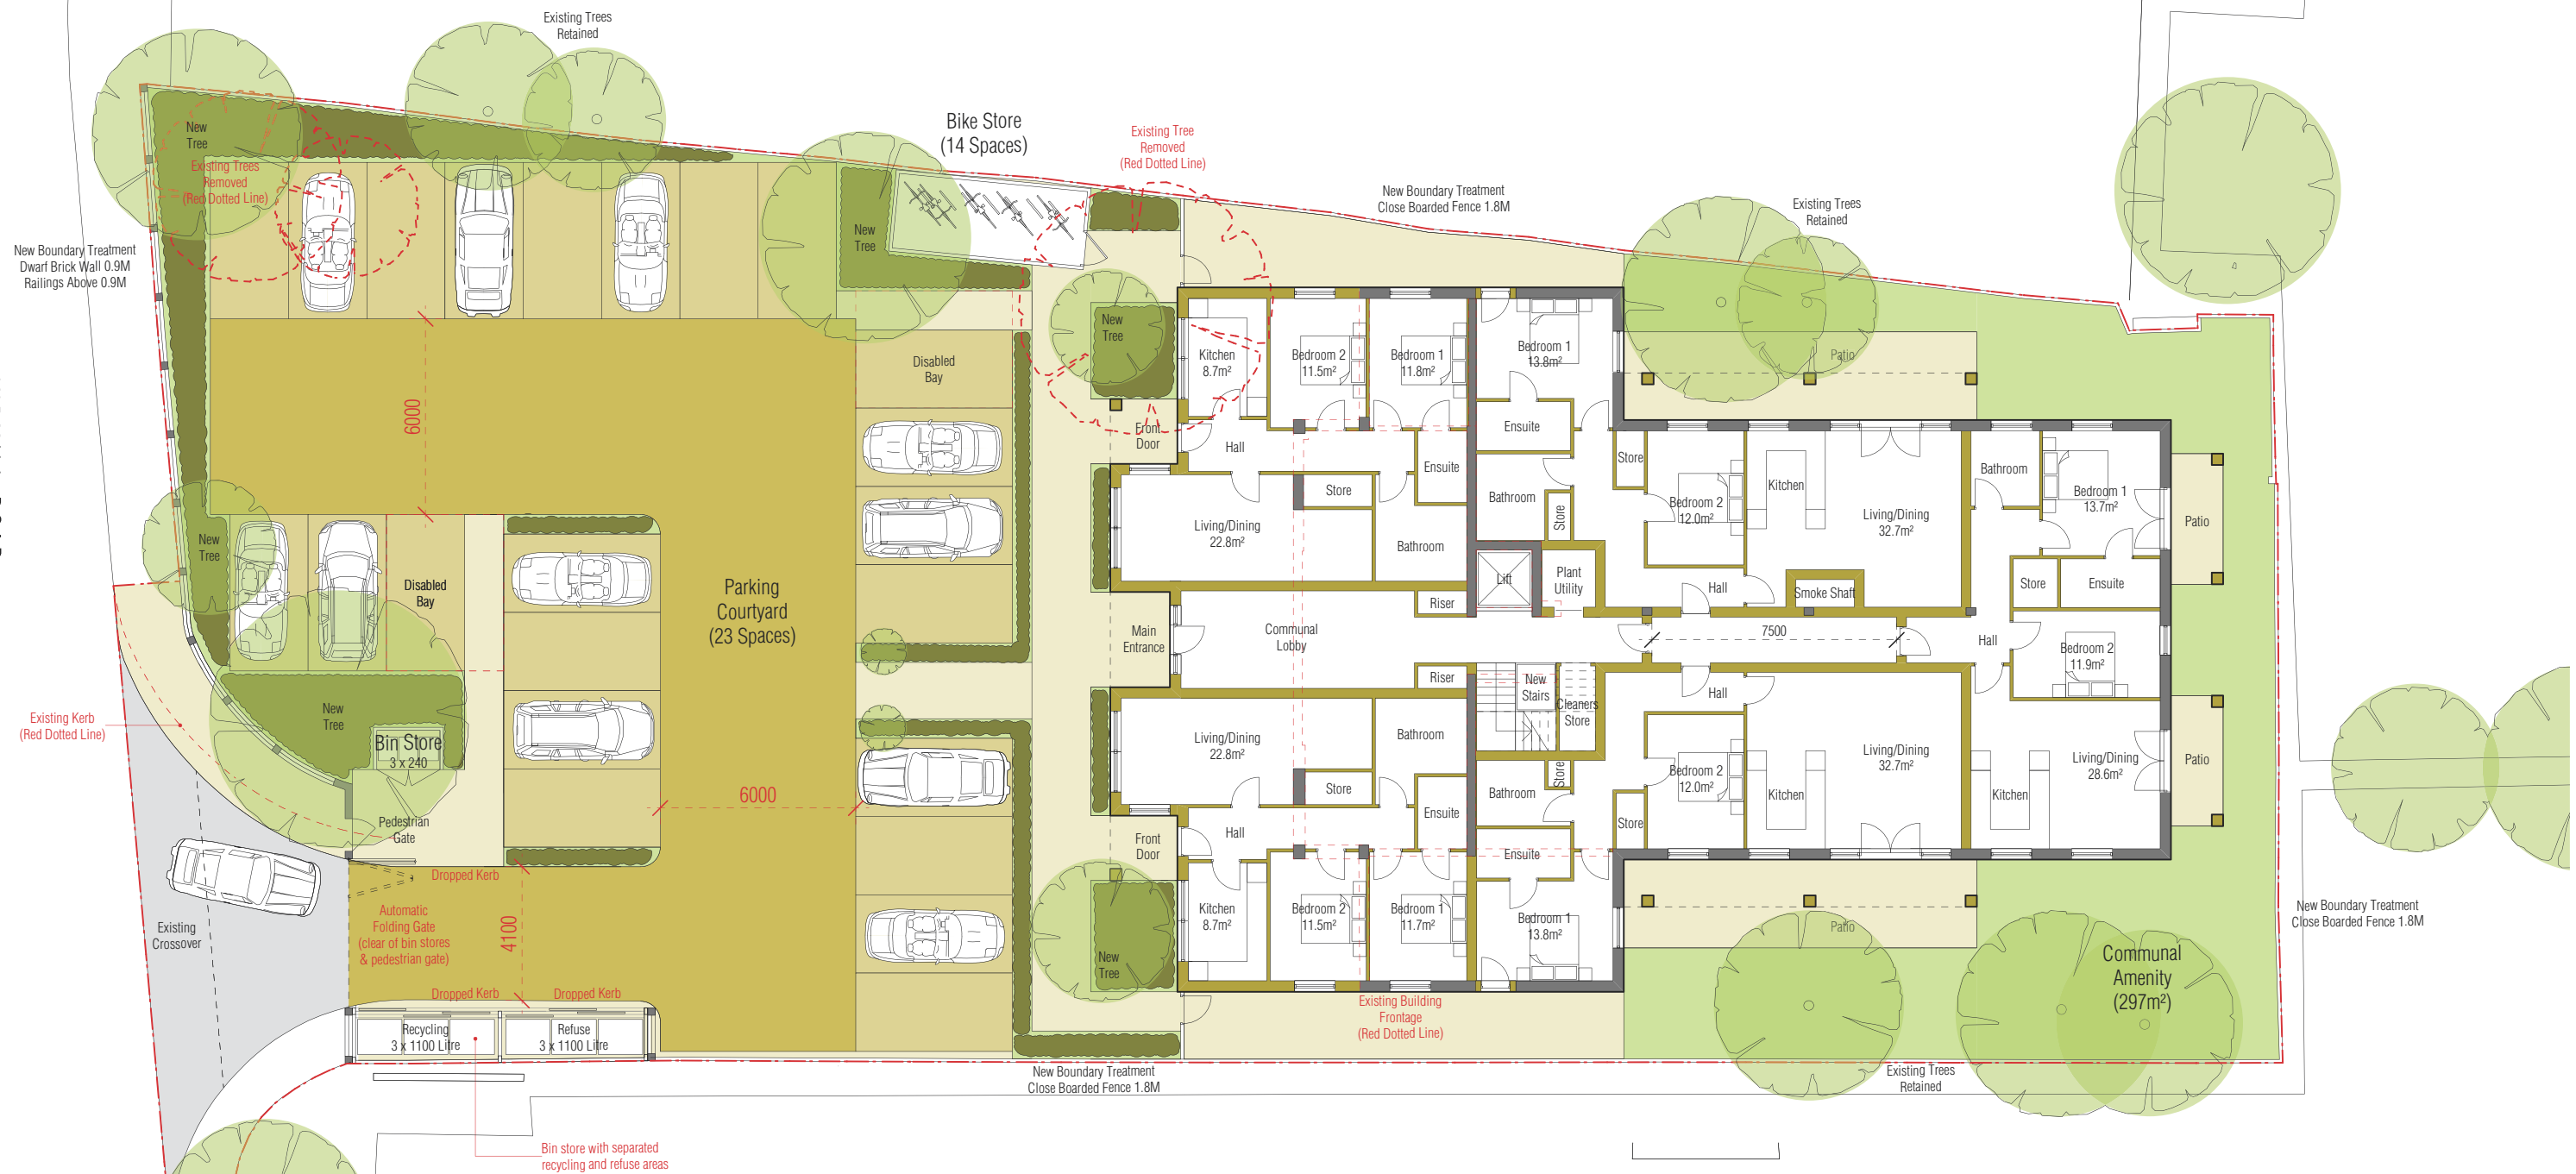 Existing Trees
Retained
Bike Store
(14 Spaces)
Existing Tree
Removed
(Red Dotted Line)
New
Tree
Existing Trees
Removed
(Red Dotted Line)
New Boundary Treatment
Close Boarded Fence 1.8M
Existing Trees
Retained
New Boundary Treatment
Dwarf Brick Wall 0.9M
Railings Above 0.9M
New
Tree
New
Tree
Disabled
Bay
6000
Kitchen
8.7m²
Bedroom 2
11.5m²
Bedroom 1
11.8m²
Bedroom 1
13.8m²
Patio
Front
Door
Hall
Ensuite
Ensuite
Store
Bathroom
Store
Store
Bedroom 2
12.0m²
Kitchen
Living/Dining
32.7m²
Bathroom
Bedroom 1
13.7m²
Patio
Living/Dining
22.8m²
Bathroom
New
Tree
Disabled
Bay
Parking
Courtyard
(23 Spaces)
Lift
Plant
Utility
Hall
Smoke Shaft
Store
Ensuite
Riser
Main
Entrance
Communal
Lobby
7500
Hall
Bedroom 2
11.9m²
Riser
New
Stairs
Cleaners
Store
Hall
Existing Kerb
(Red Dotted Line)
New
Tree
Bin Store
3 x 240
Living/Dining
22.8m²
Bathroom
Store
Store
Bathroom
Store
Bedroom 2
12.0m²
Kitchen
Living/Dining
32.7m²
Kitchen
Living/Dining
28.6m²
Patio
6000
Pedestrian
Gate
Front
Door
Hall
Ensuite
Ensuite
Dropped Kerb
Automatic
Folding Gate
(clear of bin stores
& pedestrian gate)
4100
Existing
Crossover
Kitchen
8.7m²
Bedroom 2
11.5m²
Bedroom 1
11.7m²
Bedroom 1
13.8m²
Patio
New Boundary Treatment
Close Boarded Fence 1.8M
New
Tree
Communal
Amenity
(297m²)
Dropped Kerb
Dropped Kerb
Existing Building
Frontage
(Red Dotted Line)
Recycling
3 x 1100 Litre
Refuse
3 x 1100 Litre
New Boundary Treatment
Close Boarded Fence 1.8M
Existing Trees
Retained
Bin store with separated
recycling and refuse areas